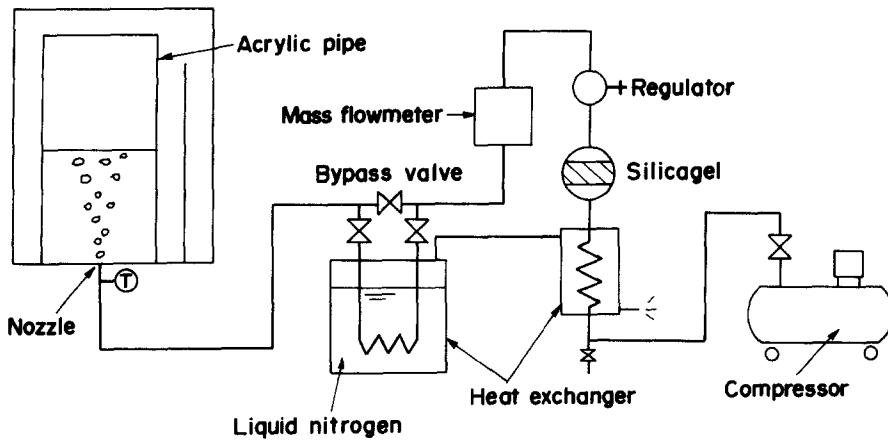 Acrylic pipe
Mass flowmeter
Regulator
Bypass valve
Silicagel
T
Nozzle
Liquid nitrogen
Heat exchanger
Compressor